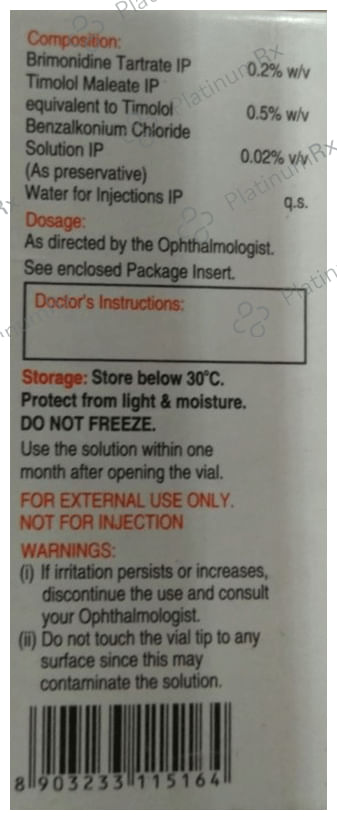 Composition:
Brimonidine Tartrate IP 0.2% w/v
Timolol Maleate IP
equivalent to Timolol 0.5% w/v
Benzalkonium Chloride
Solution IP 0.02% v/v
(As preservative)
Water for Injections IP q.s.
Dosage:
As directed by the Ophthalmologist.
See enclosed Package Insert.
Doctor's Instructions:
Storage: Store below 30°C.
Protect from light & moisture.
DO NOT FREEZE.
Use the solution within one
month after opening the vial.
FOR EXTERNAL USE ONLY.
NOT FOR INJECTION
WARNINGS:
(i) If irritation persists or increases,
discontinue the use and consult
your Ophthalmologist.
(ii) Do not touch the vial tip to any
surface since this may
contaminate the solution.
8 903233 115164
PlatinumRx
PlatinumRx